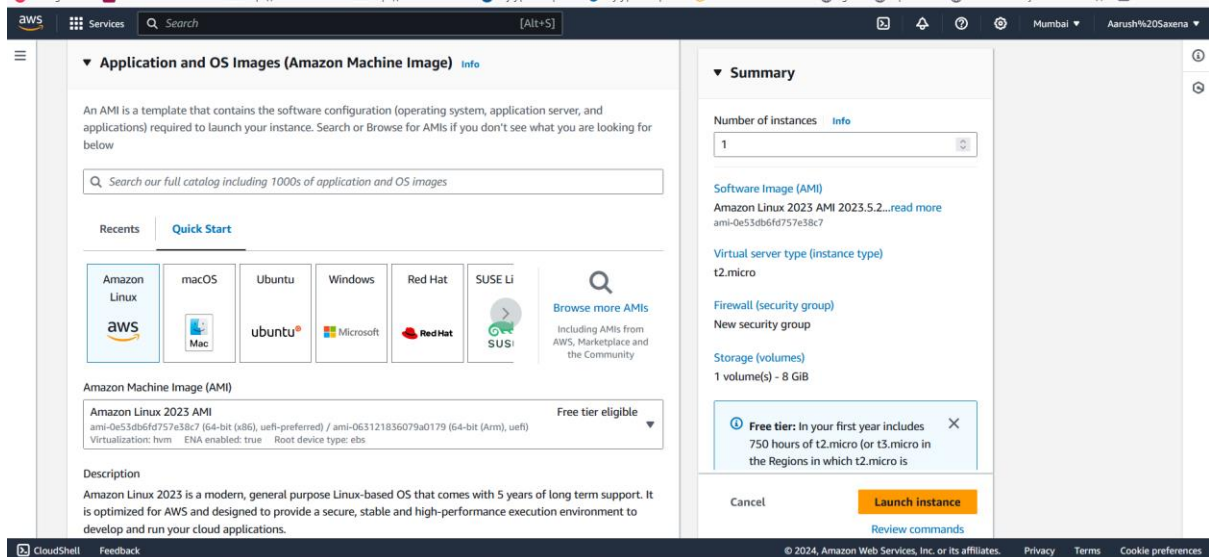 aws
Services
Search
[Alt+S]
Mumbai ▼
Aarush%20Saxena ▼
▼ Application and OS Images (Amazon Machine Image) Info
An AMI is a template that contains the software configuration (operating system, application server, and
applications) required to launch your instance. Search or Browse for AMIs if you don't see what you are looking for
below
Search our full catalog including 1000s of application and OS images
Recents
Quick Start
Amazon
Linux
aws
macOS
Mac
Ubuntu
ubuntu®
Windows
Microsoft
Red Hat
Red Hat
SUSE Li
SUS
Browse more AMIs
Including AMIs from
AWS, Marketplace and
the Community
Amazon Machine Image (AMI)
Amazon Linux 2023 AMI
Free tier eligible
ami-0e53db6fd757e38c7 (64-bit (x86), uefi-preferred) / ami-063121836079a0179 (64-bit (Arm), uefi)
Virtualization: hvm ENA enabled: true Root device type: ebs
Description
Amazon Linux 2023 is a modern, general purpose Linux-based OS that comes with 5 years of long term support. It
is optimized for AWS and designed to provide a secure, stable and high-performance execution environment to
develop and run your cloud applications.
▼ Summary
Number of instances Info
1
Software Image (AMI)
Amazon Linux 2023 AMI 2023.5.2...read more
ami-0e53db6fd757e38c7
Virtual server type (instance type)
t2.micro
Firewall (security group)
New security group
Storage (volumes)
1 volume(s) - 8 GiB
Free tier: In your first year includes
750 hours of t2.micro (or t3.micro in
the Regions in which t2.micro is
Cancel
Launch instance
Review commands
CloudShell
Feedback
© 2024, Amazon Web Services, Inc. or its affiliates.
Privacy
Terms
Cookie preferences